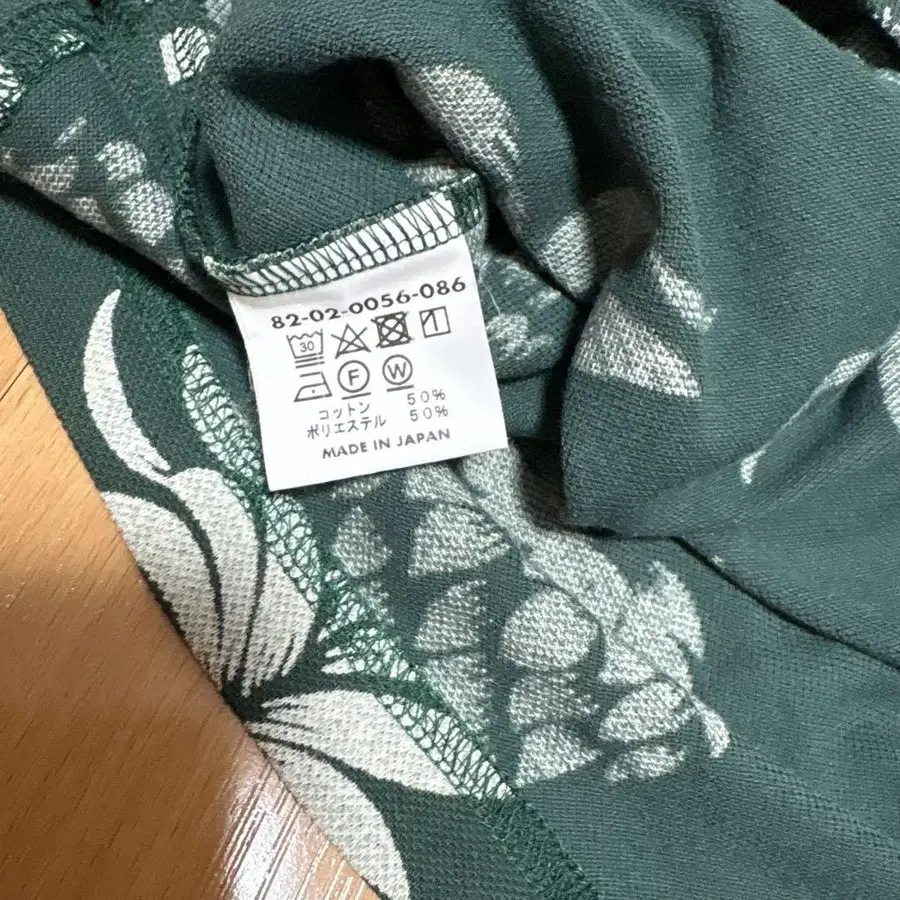 82-02-0056-086
30
F W
コットン 50%
ポリエステル 50%
MADE IN JAPAN